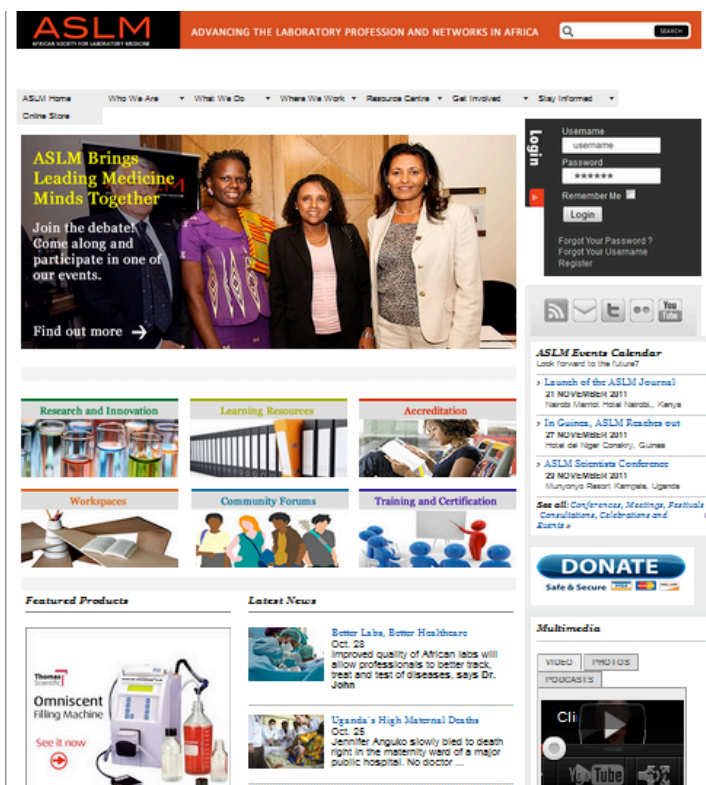 ASLM
AFRICAN SOCIETY FOR LABORATORY MEDICINE
ADVANCING THE LABORATORY PROFESSION AND NETWORKS IN AFRICA
SEARCH
ASLM Home
Who We Are
What We Do
Where We Work
Resource Centre
Get Involved
Stay Informed
Online Store
ASLM Brings
Leading Medicine
Minds Together
Join the debate!
Come along and
participate in one of
our events.
Find out more
Login
Username
username
Password
******
Remember Me
Login
Forgot Your Password ?
Forgot Your Username
Register
You
Tube
ASLM Events Calendar
Look forward to the future?
Launch of the ASLM Journal
21 NOVEMBER 2011
Nairobi Marriot Hotel Nairobi,, Kenya
In Guinea, ASLM Reaches out
27 NOVEMBER 2011
Hotel del Niger Conakry, Guinea
ASLM Scientists Conference
29 NOVEMBER 2011
Munyonyo Resort Kampala, Uganda
See all: Conferences, Meetings, Festivals
Consultations, Celebrations and
Events »
Research and Innovation
Learning Resources
Accreditation
Workspaces
Community Forums
Training and Certification
DONATE
Safe & Secure
VISA
Featured Products
Thomas
Scientific
Omniscent
Filling Machine
See it now
Latest News
Better Labs, Better Healthcare
Oct. 28
Improved quality of African labs will
allow professionals to better track,
treat and test of diseases, says Dr.
John
Uganda's High Maternal Deaths
Oct. 25
Jennifer Anguko slowly bled to death
right in the maternity ward of a major
public hospital. No doctor ...
Multimedia
VIDEO
PHOTOS
PODCASTS
Cli
YouTube